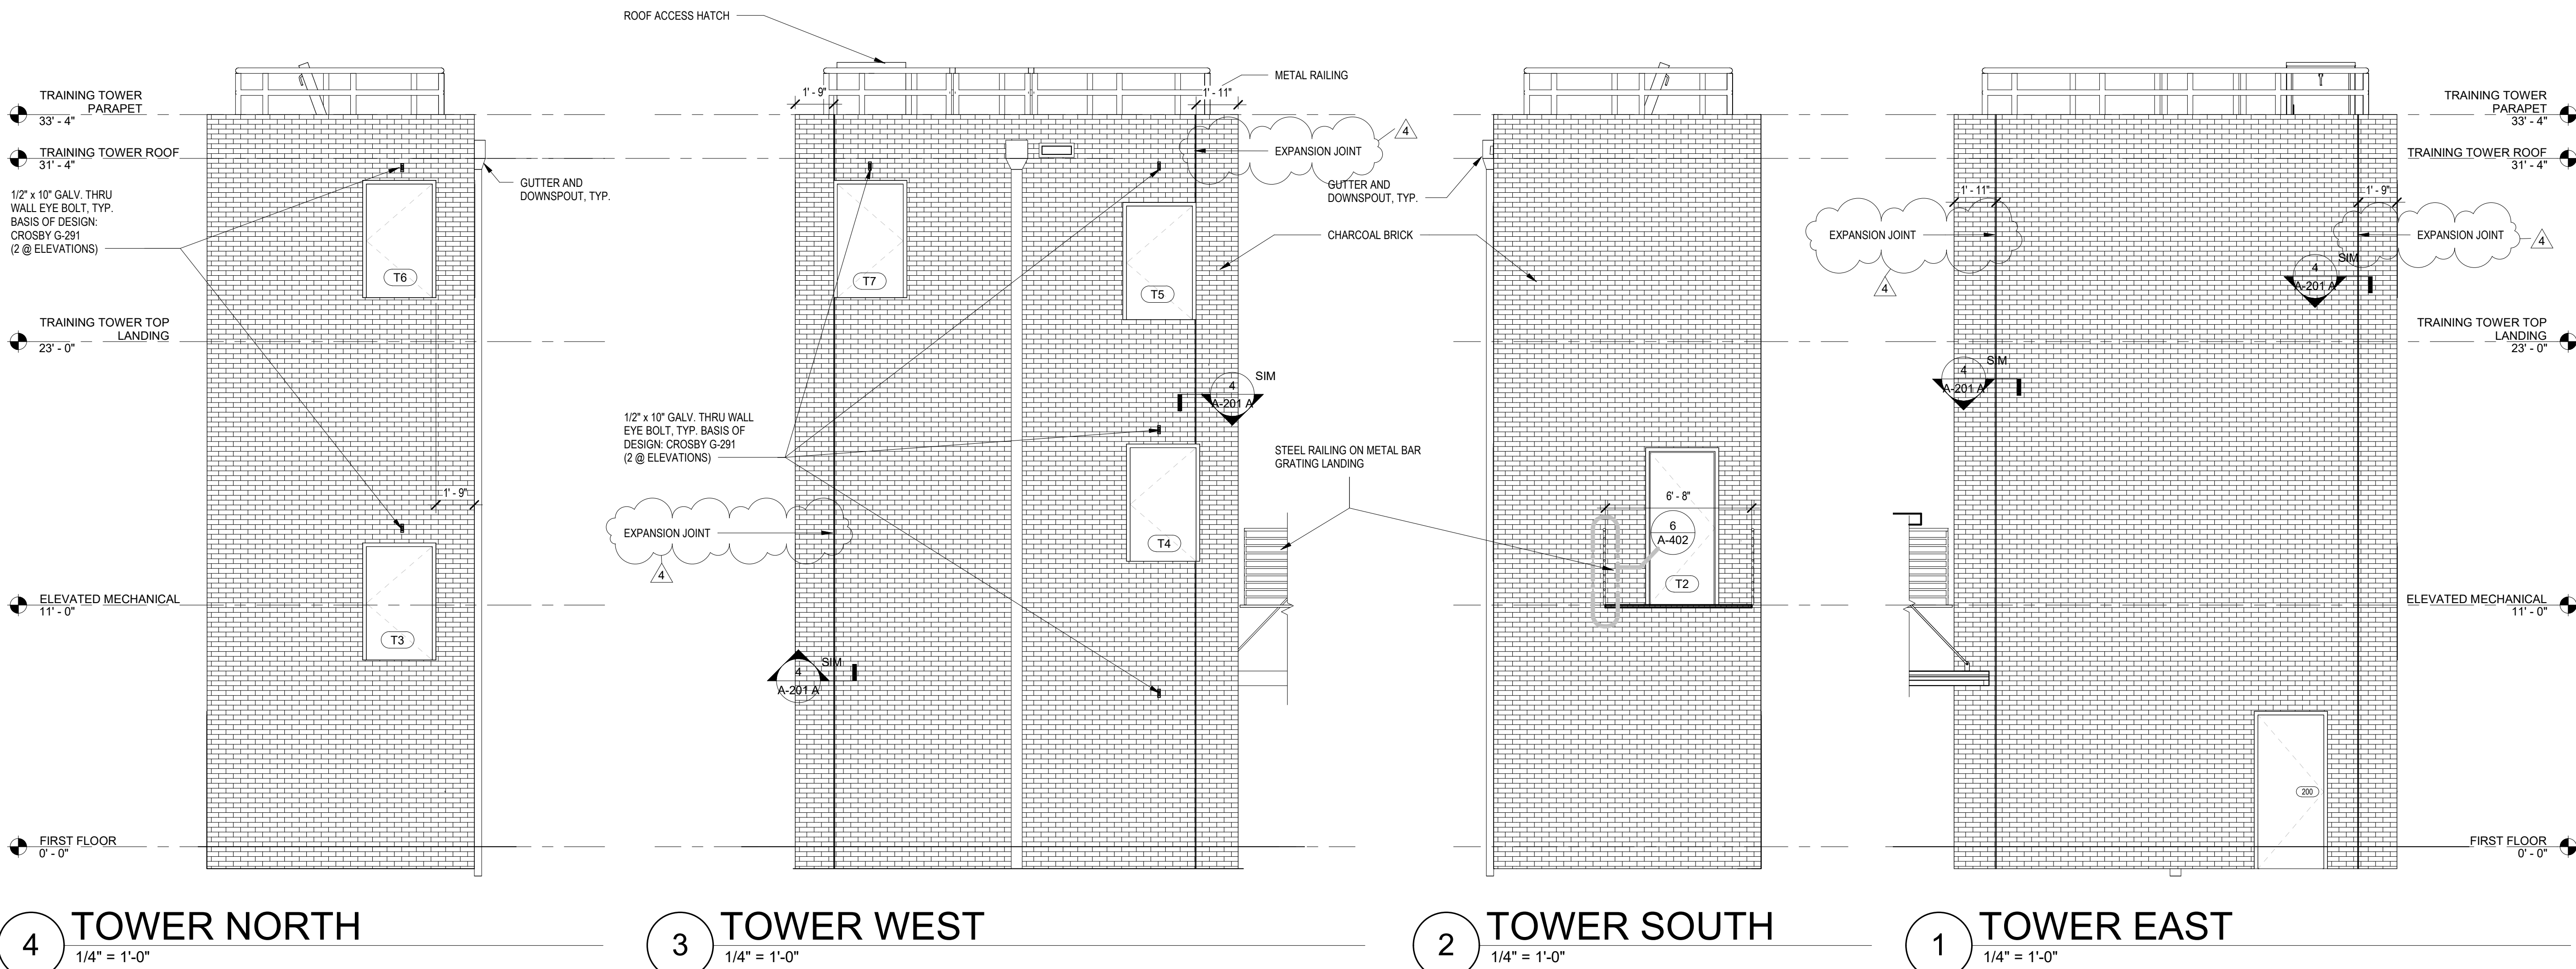 ROOF ACCESS HATCH
TRAINING TOWER
PARAPET
33' - 4"
TRAINING TOWER ROOF
31' - 4"
1/2" x 10" GALV. THRU
WALL EYE BOLT, TYP.
BASIS OF DESIGN:
CROSBY G-291
(2 @ ELEVATIONS)
TRAINING TOWER TOP
LANDING
23' - 0"
ELEVATED MECHANICAL
11' - 0"
FIRST FLOOR
0' - 0"
GUTTER AND
DOWNSPOUT, TYP.
T6
1' - 9"
T3
4
TOWER NORTH
1/4" = 1'-0"
1' - 9"
1' - 11"
METAL RAILING
4
EXPANSION JOINT
T7
T5
CHARCOAL BRICK
4
A-201 A
SIM
1/2" x 10" GALV. THRU WALL
EYE BOLT, TYP. BASIS OF
DESIGN: CROSBY G-291
(2 @ ELEVATIONS)
STEEL RAILING ON METAL BAR
GRATING LANDING
EXPANSION JOINT
4
T4
4
A-201 A
SIM
3
TOWER WEST
1/4" = 1'-0"
GUTTER AND
DOWNSPOUT, TYP.
6' - 8"
6
A-402
T2
2
TOWER SOUTH
1/4" = 1'-0"
1' - 11"
1' - 9"
EXPANSION JOINT
4
EXPANSION JOINT
4
4
A-201 A
SIM
4
A-201 A
SIM
200
TRAINING TOWER
PARAPET
33' - 4"
TRAINING TOWER ROOF
31' - 4"
TRAINING TOWER TOP
LANDING
23' - 0"
ELEVATED MECHANICAL
11' - 0"
FIRST FLOOR
0' - 0"
1
TOWER EAST
1/4" = 1'-0"